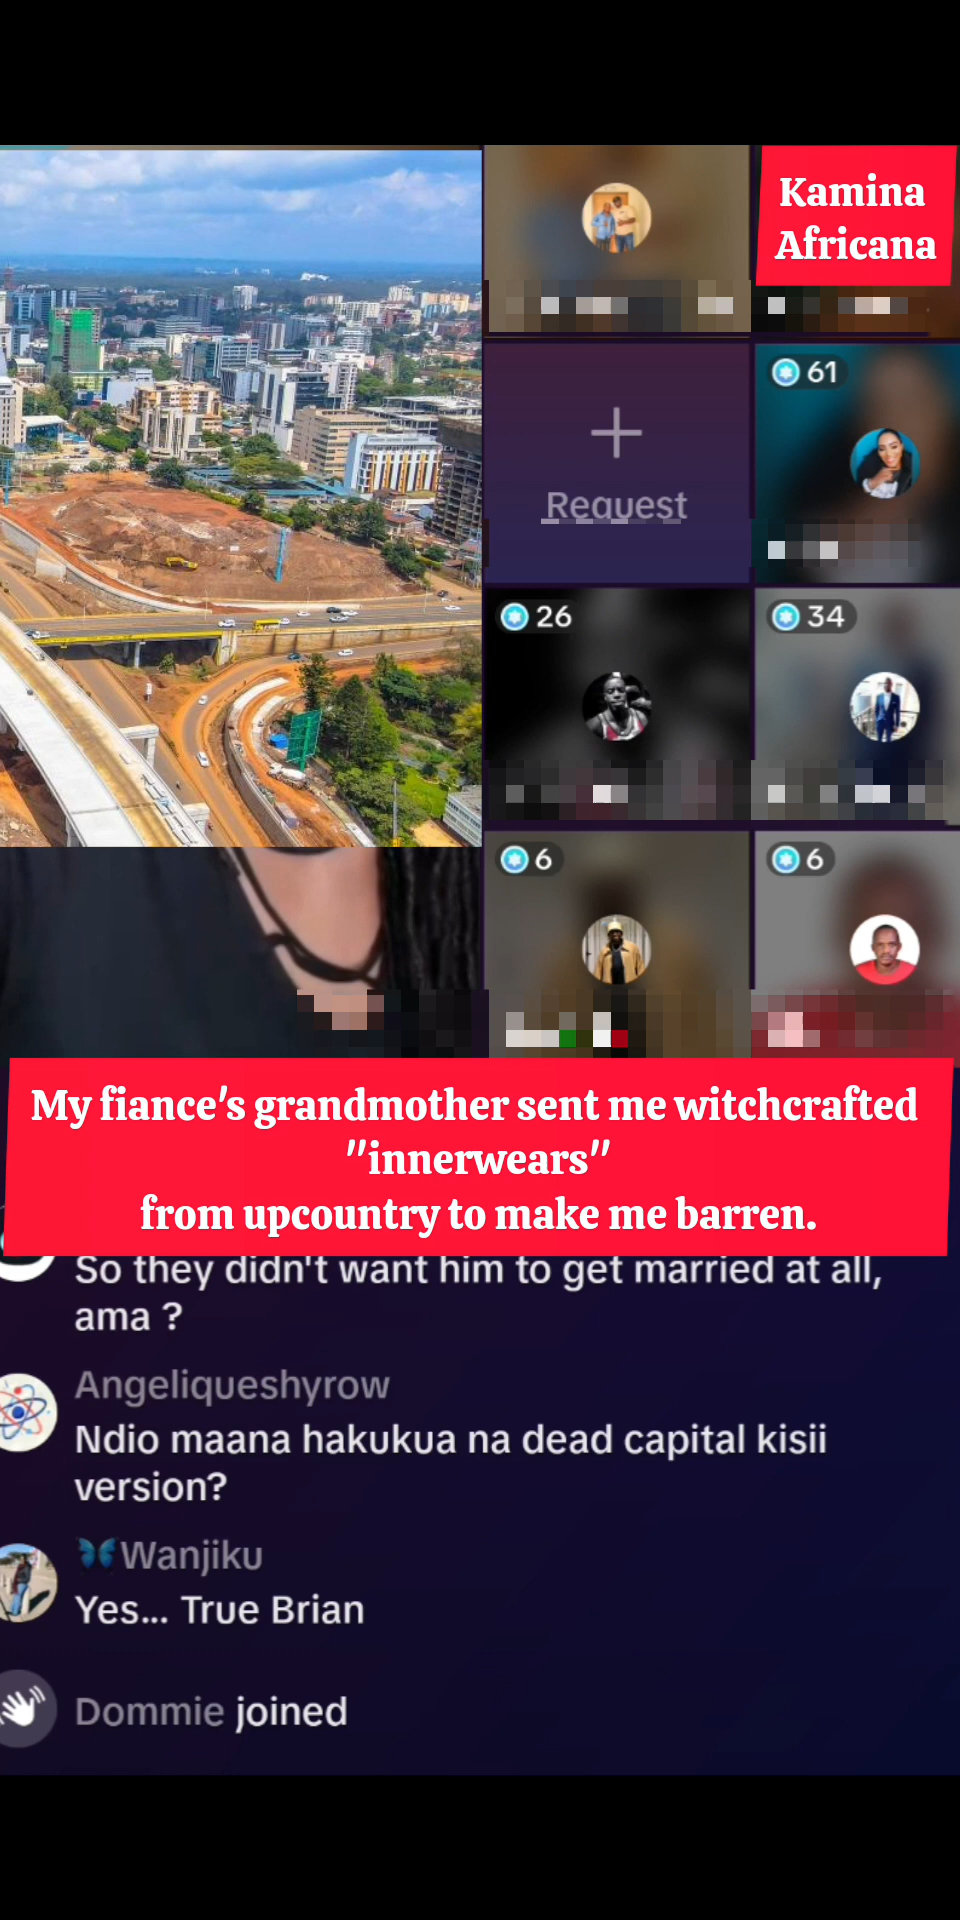 Kamina
Africana
61
Request
26
34
6
6
My fiance's grandmother sent me witchcrafted
"innerwears"
from upcountry to make me barren.
So they didn't want him to get married at all,
ama ?
Angeliqueshyrow
Ndio maana hakukua na dead capital kisii
version?
Wanjiku
Yes... True Brian
Dommie joined